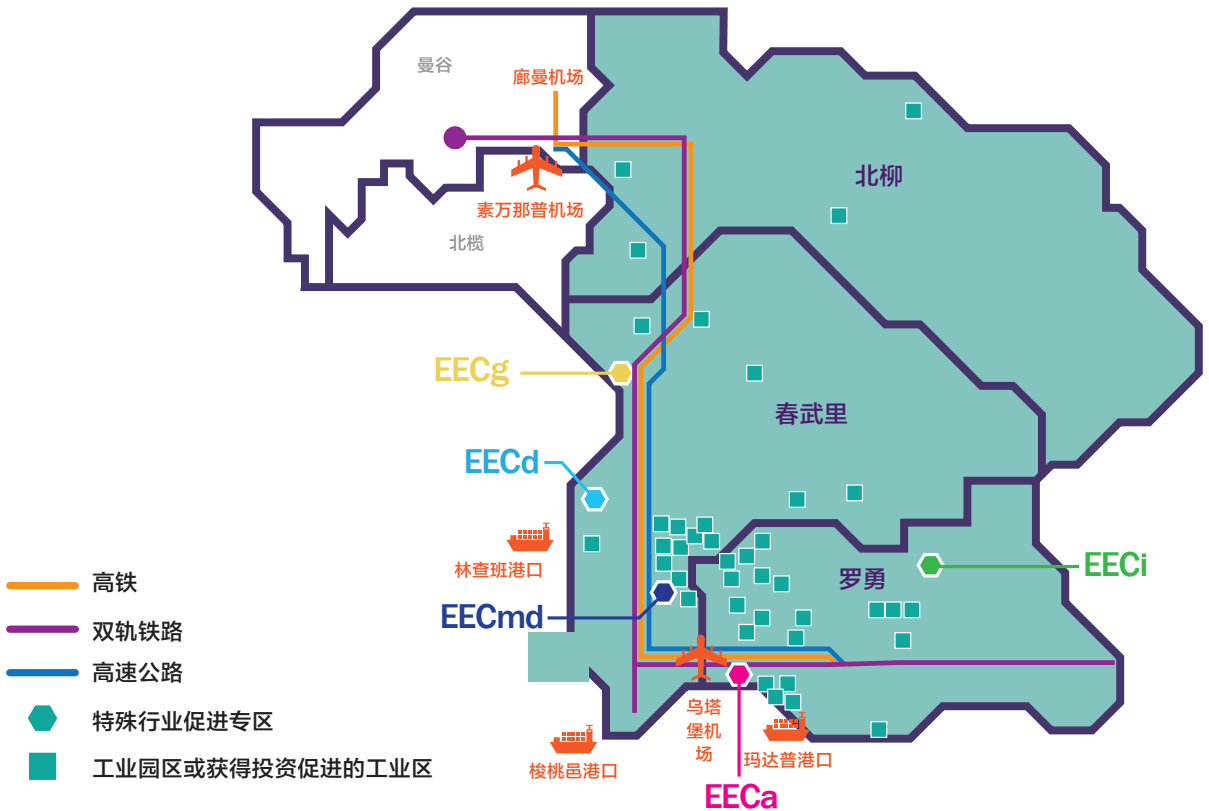 曼谷
廊曼机场
北柳
素万那普机场
北榄
EECg
春武里
EECd
林查班港口
罗勇
EECi
EECmd
高铁
双轨铁路
高速公路
特殊行业促进专区
工业园区或获得投资促进的工业区
乌塔
堡机
场
玛达普港口
梭桃邑港口
EECa